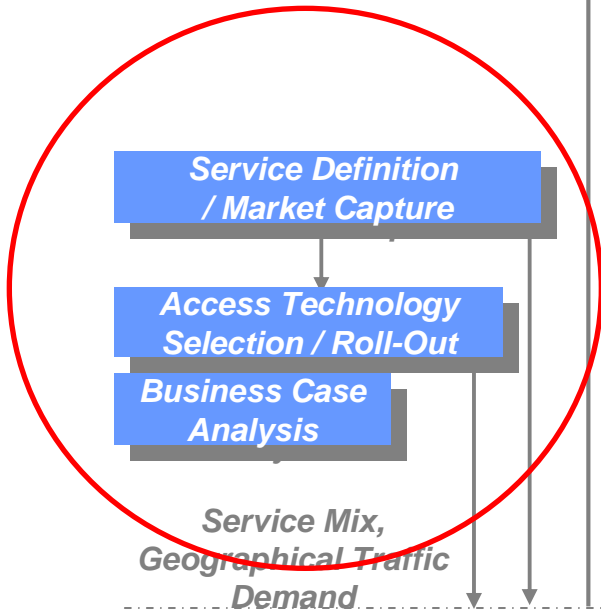 Service Definition
/ Market Capture
Access Technology
Selection / Roll-Out
Business Case
Analysis
Service Mix,
Geographical Traffic
Demand